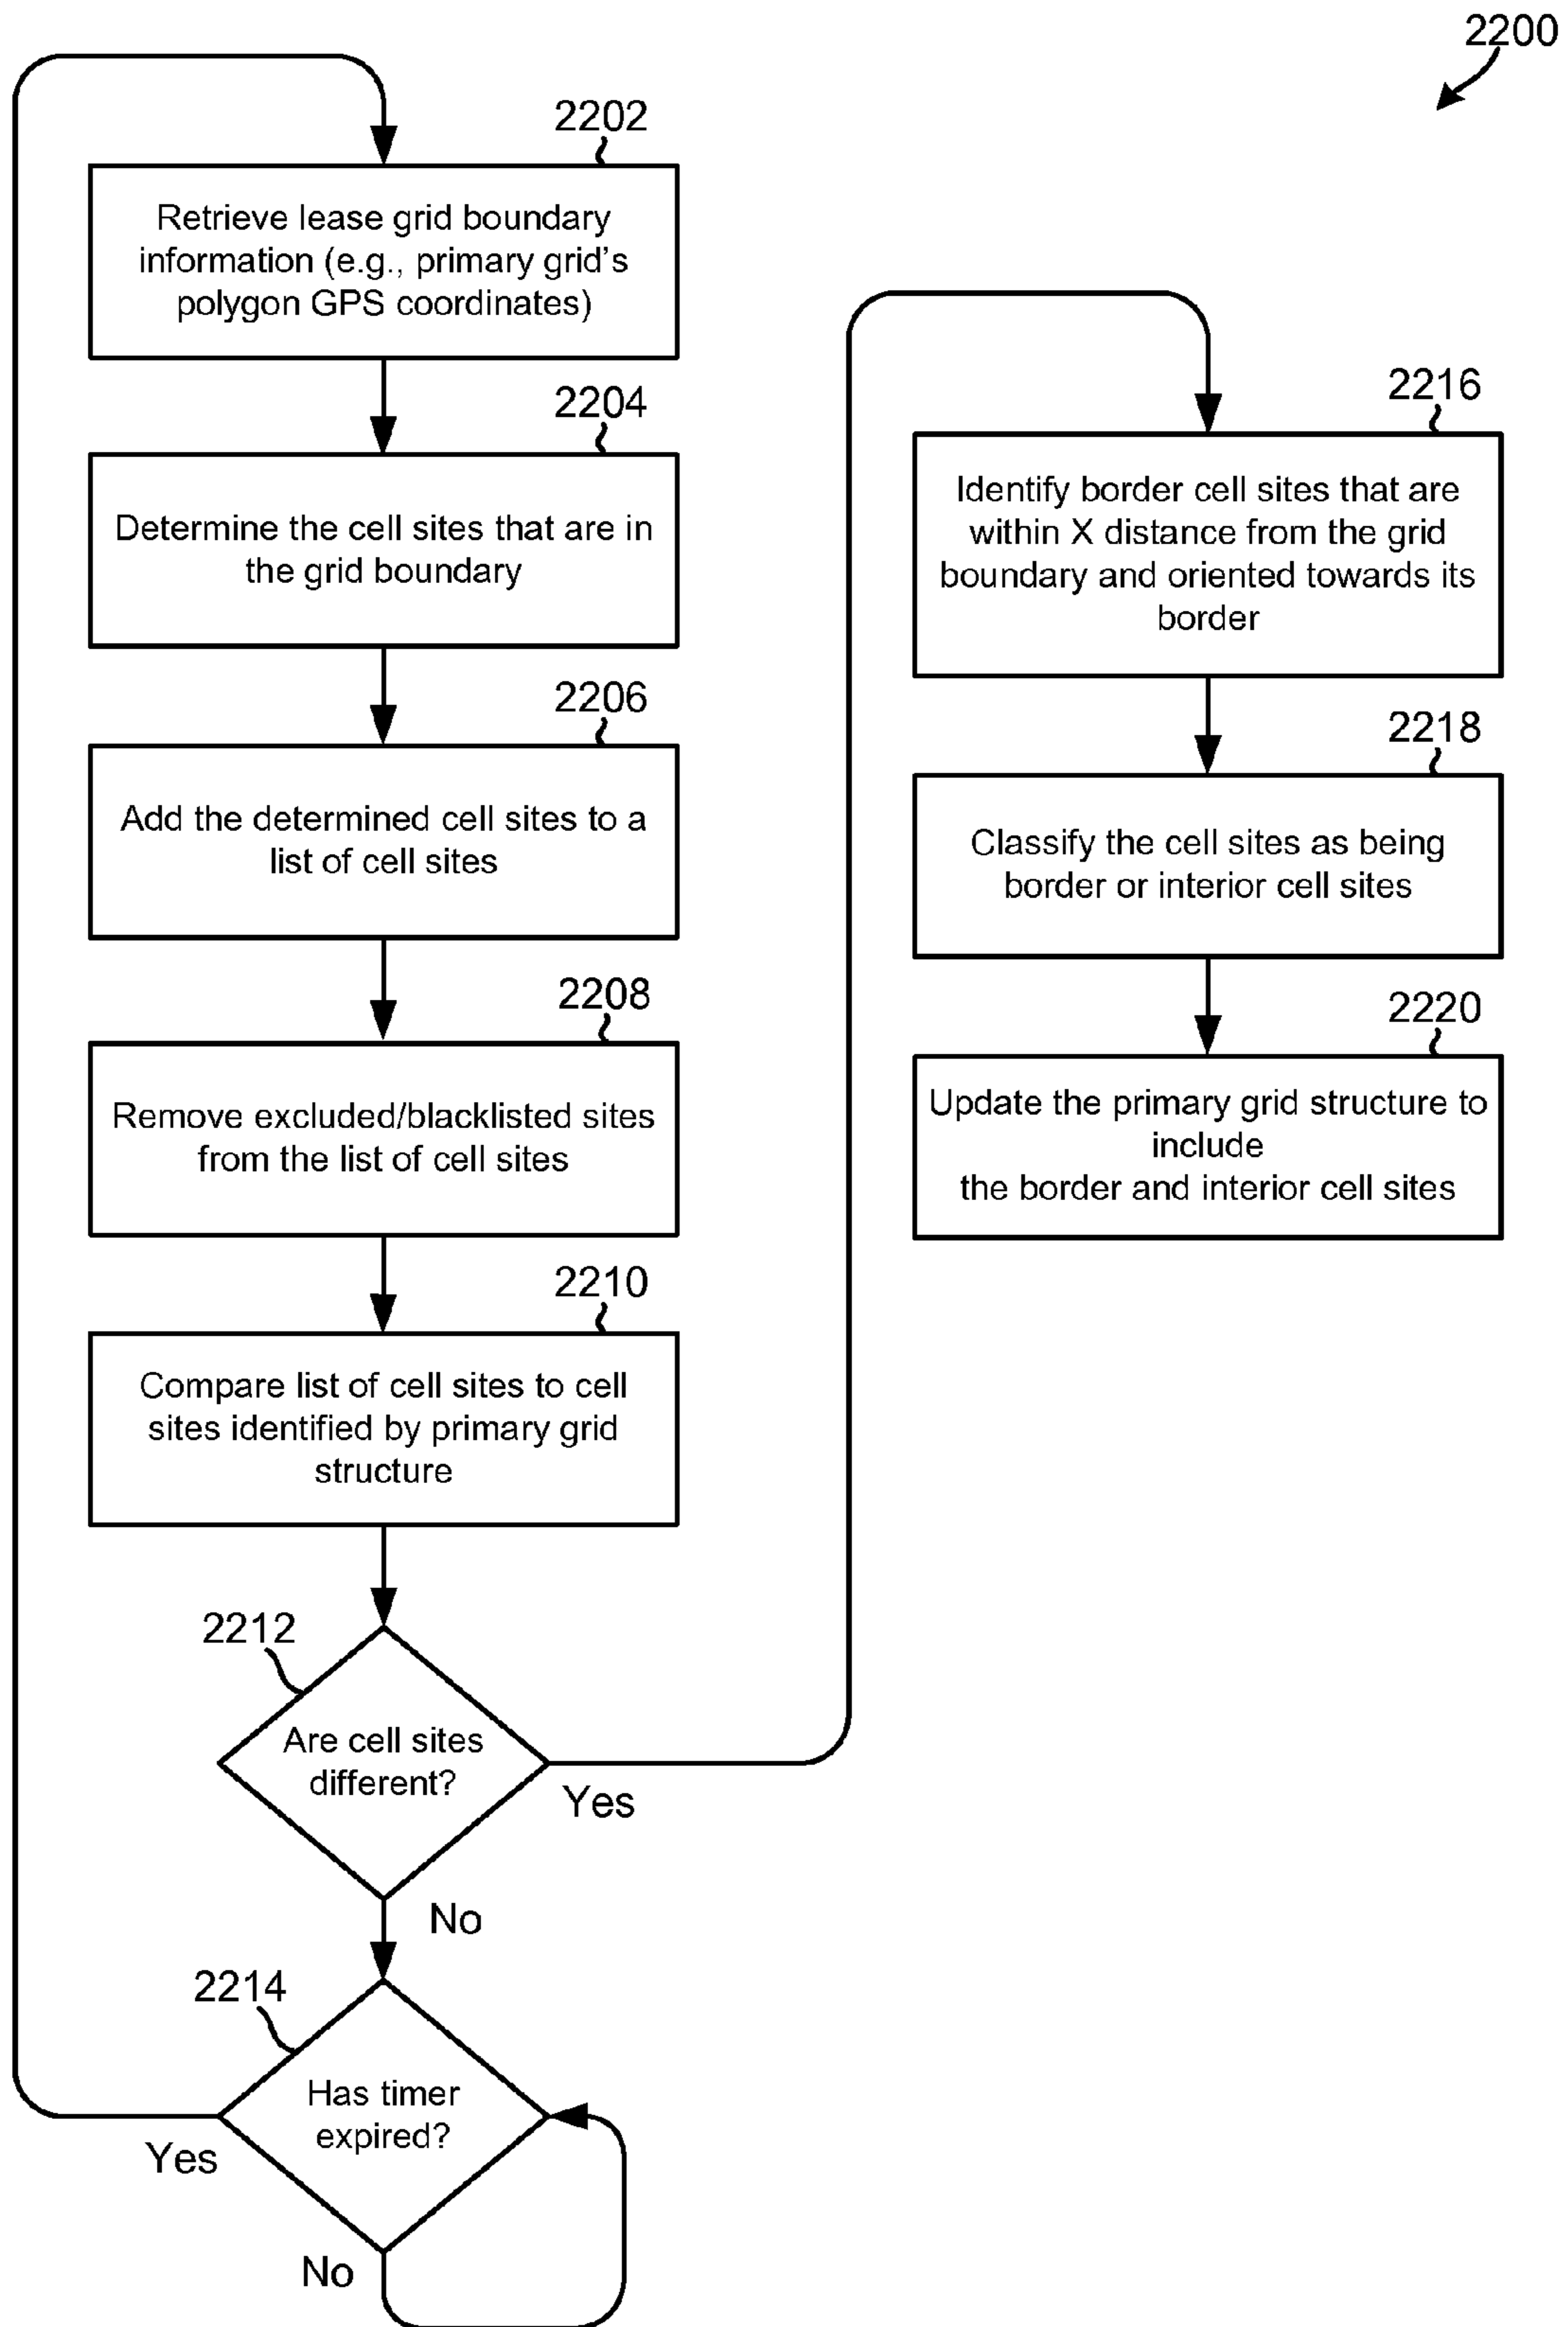 2200
2202
Retrieve lease grid boundary
information (e.g., primary grid's
polygon GPS coordinates)
2204
Determine the cell sites that are in
the grid boundary
2206
Add the determined cell sites to a
list of cell sites
2208
Remove excluded/blacklisted sites
from the list of cell sites
2210
Compare list of cell sites to cell
sites identified by primary grid
structure
2212
Are cell sites
different?
Yes
No
2214
Has timer
expired?
Yes
No
2216
Identify border cell sites that are
within X distance from the grid
boundary and oriented towards its
border
2218
Classify the cell sites as being
border or interior cell sites
2220
Update the primary grid structure to
include
the border and interior cell sites